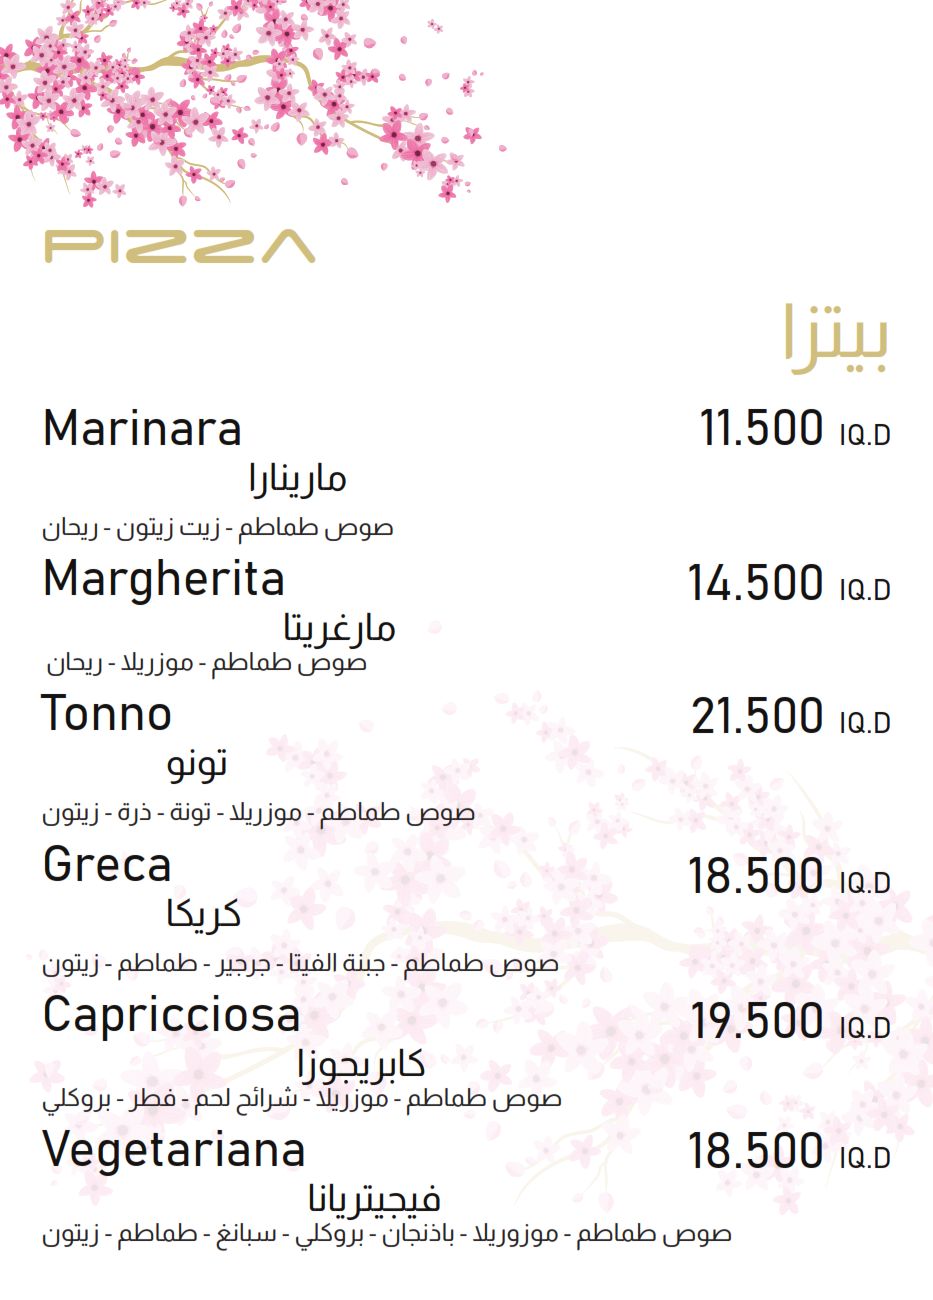 PIZZA
بيتزا
Marinara 11.500 IQ.D
مارينارا
صوص طماطم - زيت زيتون - ريحان
Margherita 14.500 IQ.D
مارغريتا
صوص طماطم - موزريلا - ريحان
Tonno 21.500 IQ.D
تونو
صوص طماطم - موزريلا - تونة - ذرة - زيتون
Greca 18.500 IQ.D
كريكا
صوص طماطم - جبنة الفيتا - جرجير - طماطم - زيتون
Capricciosa 19.500 IQ.D
كابريجوزا
صوص طماطم - موزريلا - شرائح لحم - فطر - بروكلي
Vegetariana 18.500 IQ.D
فيجيتريانا
صوص طماطم - موزوريلا - باذنجان - بروكلي - سبانغ - طماطم - زيتون